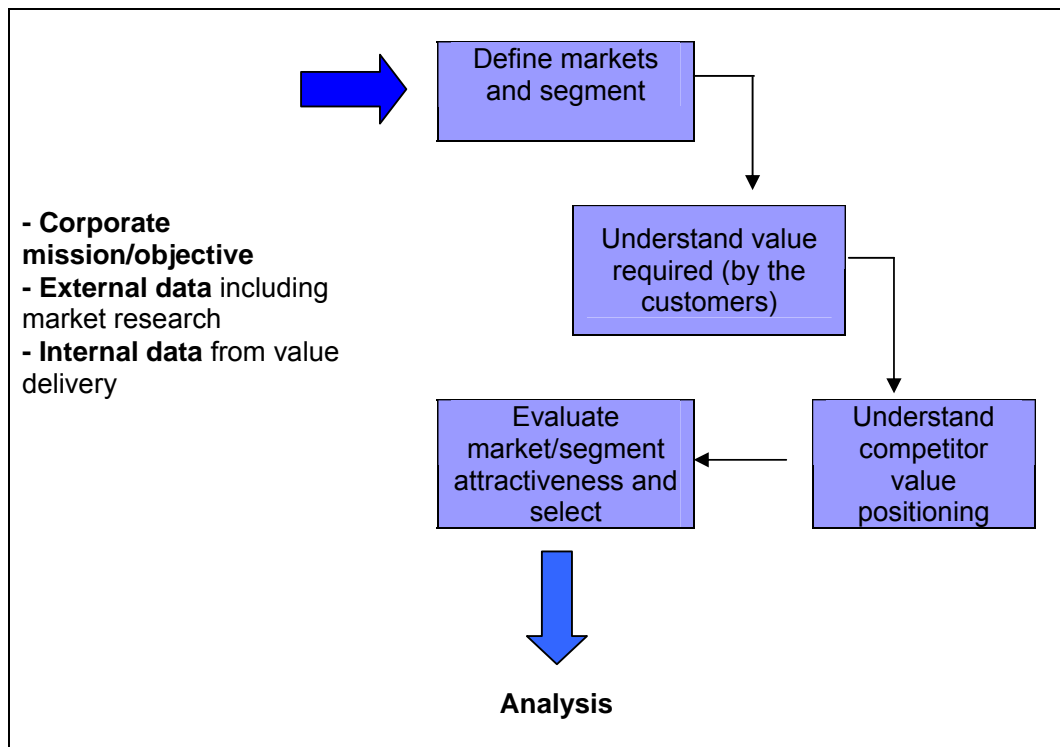 Define markets
and segment
- Corporate
mission/objective
- External data including
market research
- Internal data from value
delivery
Understand value
required (by the
customers)
Understand
competitor
value
positioning
Evaluate
market/segment
attractiveness and
select
Analysis